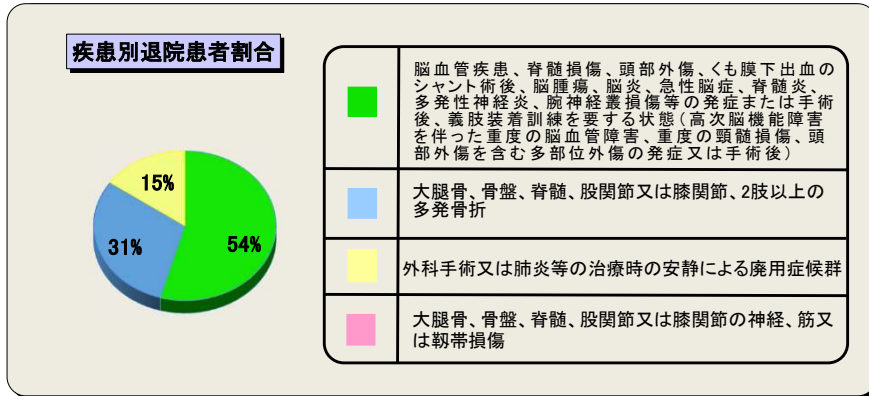 疾患別退院患者割合
15%
31%
54%
脳血管疾患、脊髄損傷、頭部外傷、くも膜下出血の
シャント術後、脳腫瘍、脳炎、急性脳症、脊髄炎、
多発性神経炎、腕神経叢損傷等の発症または手術
後、義肢装着訓練を要する状態（高次脳機能障害
を伴った重度の脳血管障害、重度の頸髄損傷、頭
部外傷を含む多部位外傷の発症又は手術後）
大腿骨、骨盤、脊髄、股関節又は膝関節、2肢以上の
多発骨折
外科手術又は肺炎等の治療時の安静による廃用症候群
大腿骨、骨盤、脊髄、股関節又は膝関節の神経、筋又
は靱帯損傷